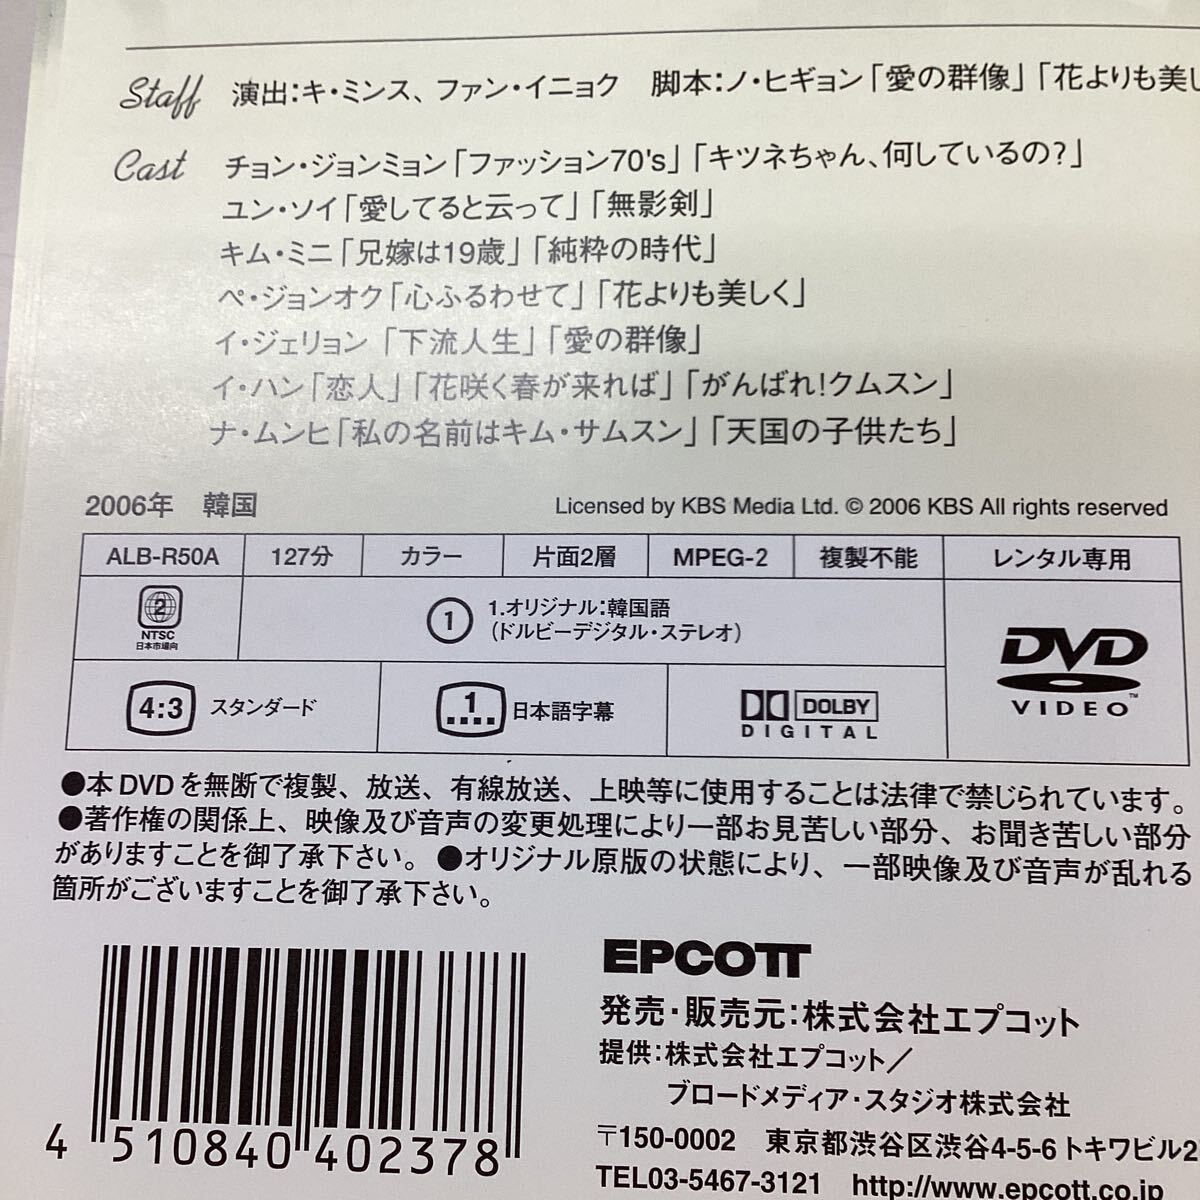 Staff 演出:キ・ミンス、ファン・イニョク 脚本:ノ・ヒギョン「愛の群像」「花よりも美し
Cast チョン・ジョンミョン「ファッション70's」「キツネちゃん、何しているの?」
ユン・ソイ「愛してると云って」「無影剣」
キム・ミニ「兄嫁は19歳」「純粋の時代」
ペ・ジョンオク「心ふるわせて」「花よりも美しく」
イ・ジェリョン 「下流人生」「愛の群像」
イ・ハン「恋人」「花咲く春が来れば」「がんばれ!クムスン」
ナ・ムンヒ「私の名前はキム・サムスン」「天国の子供たち」
2006年 韓国 Licensed by KBS Media Ltd. © 2006 KBS All rights reserved
ALB-R50A 127分 カラー 片面2層 MPEG-2 複製不能 レンタル専用
2
NTSC
日本市場向
1 1.オリジナル:韓国語
(ドルビーデジタル・ステレオ)
DVD
VIDEO™
4:3 スタンダード 1 日本語字幕 DOLBY
DIGITAL
●本DVDを無断で複製、放送、有線放送、上映等に使用することは法律で禁じられています。
●著作権の関係上、映像及び音声の変更処理により一部お見苦しい部分、お聞き苦しい部分
がありますことを御了承下さい。●オリジナル原版の状態により、一部映像及び音声が乱れる
箇所がございますことを御了承下さい。
EPCOTT
発売・販売元:株式会社エプコット
提供:株式会社エプコット/
ブロードメディア・スタジオ株式会社
〒150-0002 東京都渋谷区渋谷4-5-6トキワビル2
TEL03-5467-3121 http://www.epcott.co.jp
4 510840 402378